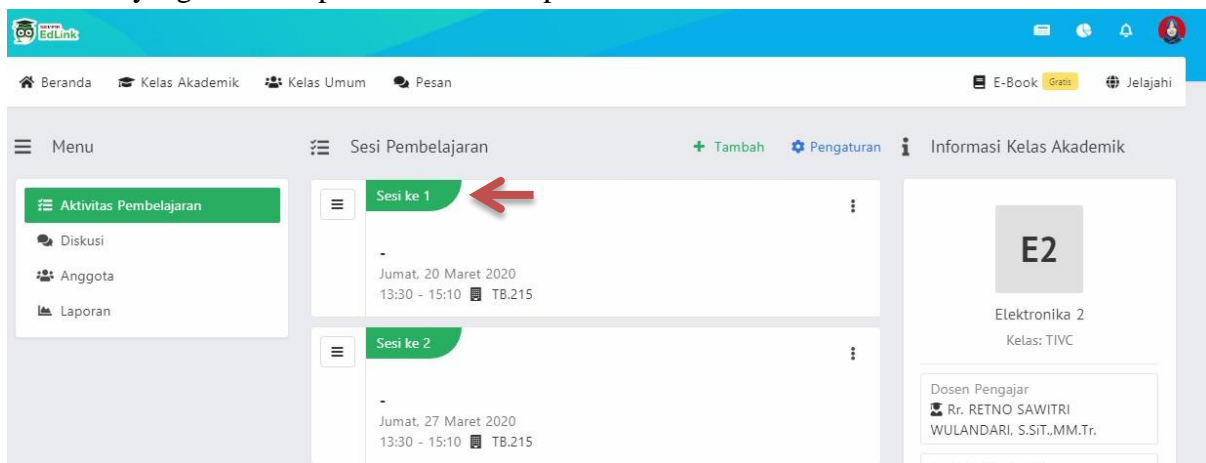 EdLink
Beranda Kelas Akademik Kelas Umum Pesan E-Book Gratis Jelajahi
Menu
Aktivitas Pembelajaran
Diskusi
Anggota
Laporan
Sesi Pembelajaran + Tambah Pengaturan
Sesi ke 1
-
Jumat, 20 Maret 2020
13:30 - 15:10 TB.215
Sesi ke 2
-
Jumat, 27 Maret 2020
13:30 - 15:10 TB.215
Informasi Kelas Akademik
E2
Elektronika 2
Kelas: TIVC
Dosen Pengajar
Rr. RETNO SAWITRI
WULANDARI, S.SiT.,MM.Tr.